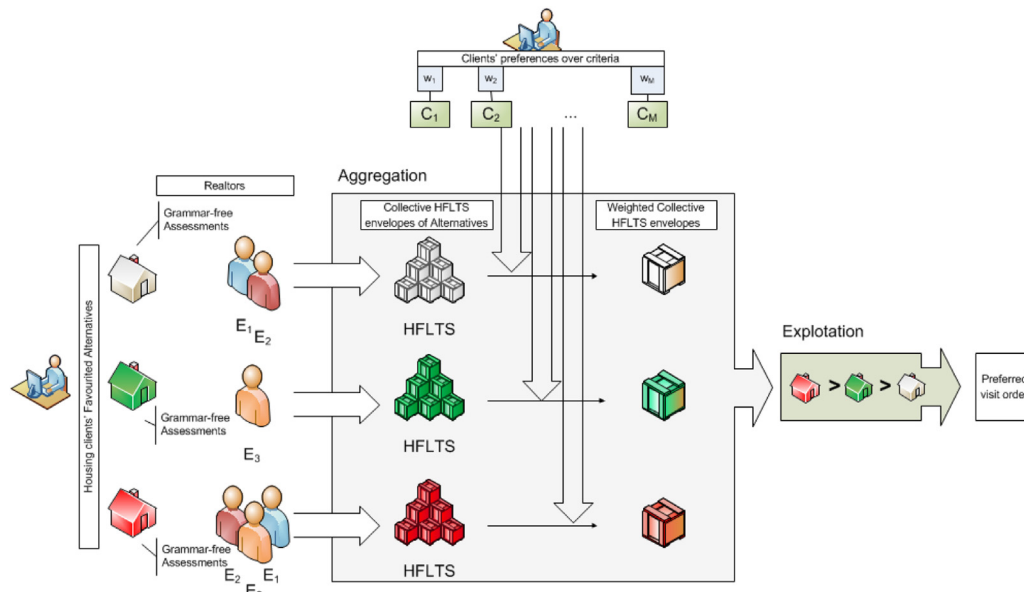 Clients' preferences over criteria
w1
w2
wM
C1
C2
...
CM
Realtors
Aggregation
Grammar-free
Assessments
Collective HFLTS
envelopes of Alternatives
Weighted Collective
HFLTS envelopes
Housing clients' Favourited Alternatives
E1
E2
HFLTS
Explotation
> >
Preferred
visit orde
Grammar-free
Assessments
E3
HFLTS
Grammar-free
Assessments
E2
E1
HFLTS